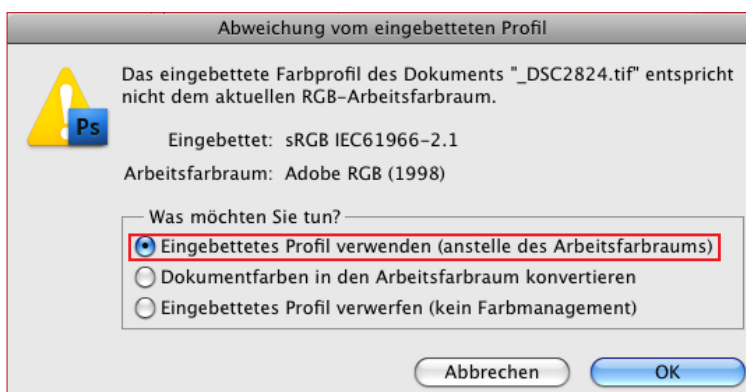 Abweichung vom eingebetteten Profil
Das eingebettete Farbprofil des Dokuments "_DSC2824.tif" entspricht
nicht dem aktuellen RGB-Arbeitsfarbraum.
Ps
Eingebettet: sRGB IEC61966-2.1
Arbeitsfarbraum: Adobe RGB (1998)
Was möchten Sie tun?
Eingebettetes Profil verwenden (anstelle des Arbeitsfarbraums)
Dokumentfarben in den Arbeitsfarbraum konvertieren
Eingebettetes Profil verwerfen (kein Farbmanagement)
Abbrechen OK